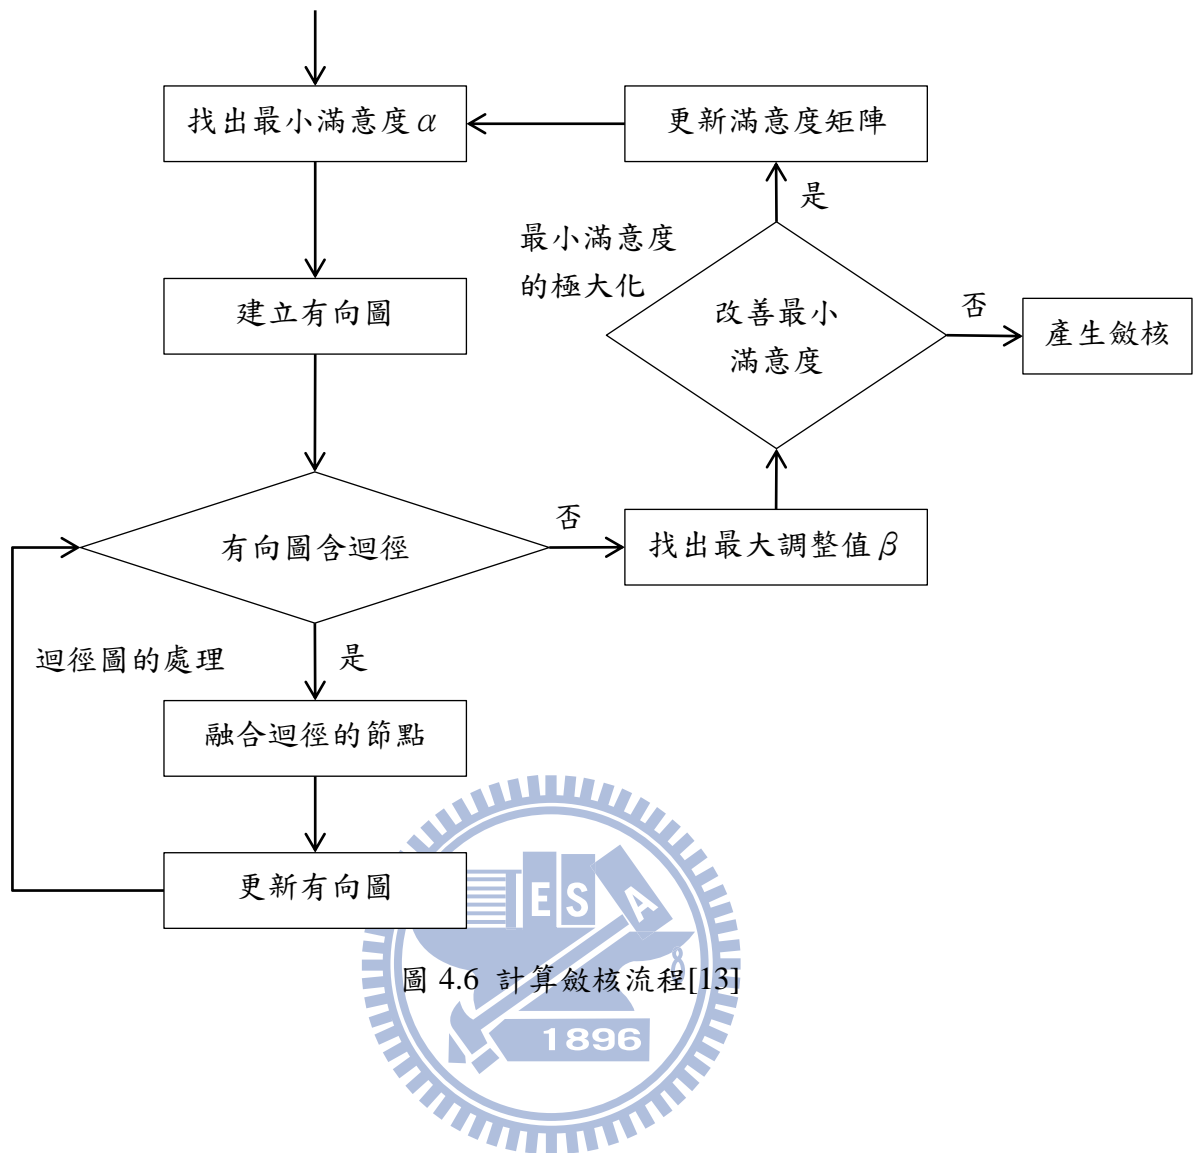 找出最小滿意度α
更新滿意度矩陣
是
最小滿意度
的極大化
建立有向圖
改善最小
滿意度
否
產生斂核
有向圖含迴徑
否
找出最大調整值β
迴徑圖的處理
是
融合迴徑的節點
更新有向圖
E S A
圖 4.6 計算斂核流程[13]
1896